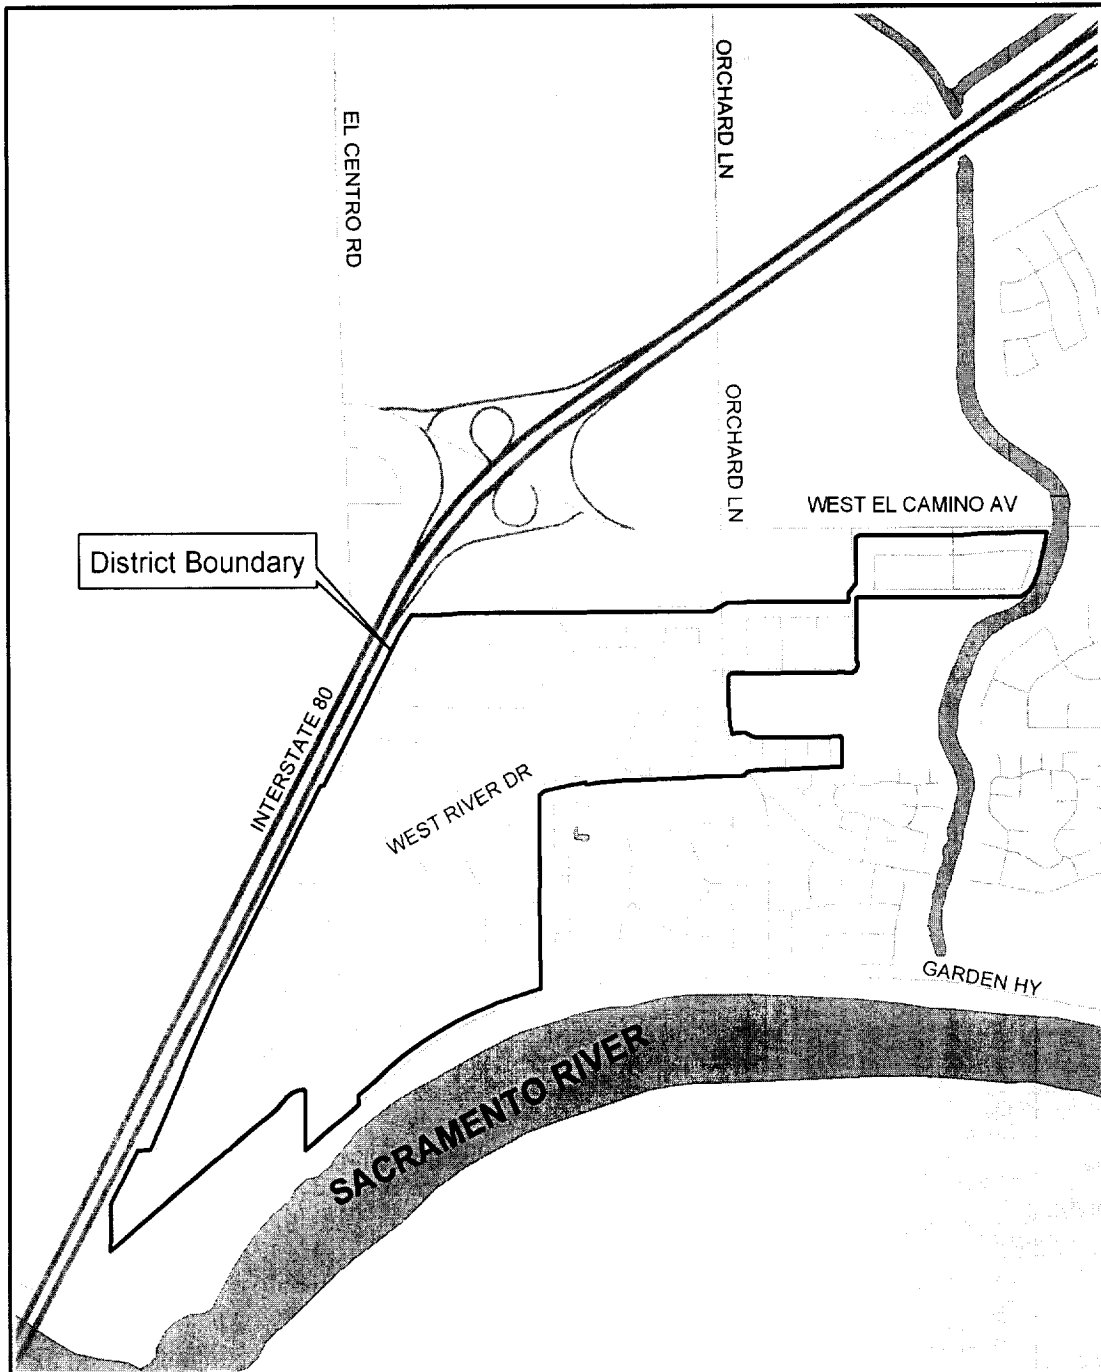 ORCHARD LN
EL CENTRO RD
ORCHARD LN
WEST EL CAMINO AV
District Boundary
INTERSTATE 80
WEST RIVER DR
GARDEN HY
SACRAMENTO RIVER